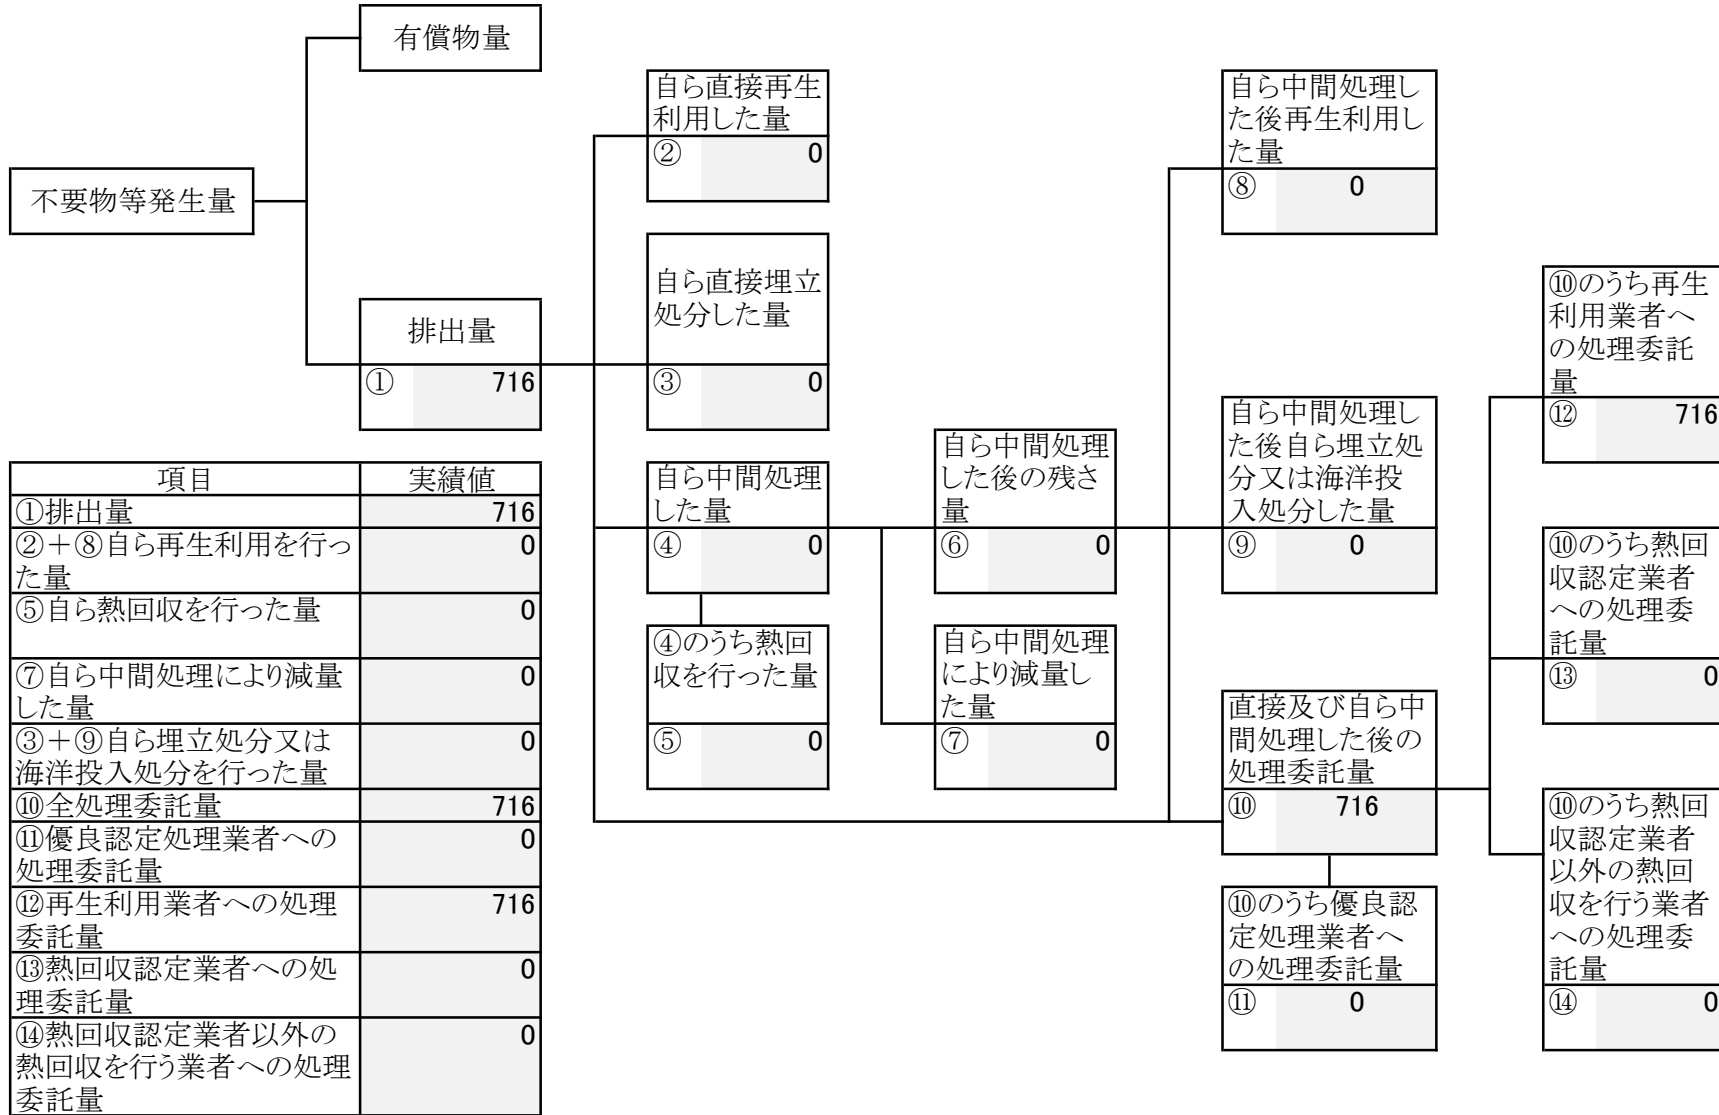 有償物量
不要物等発生量
排出量
① 716
自ら直接再生
利用した量
② 0
自ら直接埋立
処分した量
③ 0
自ら中間処理
した量
④ 0
④のうち熱回
収を行った量
⑤ 0
自ら中間処理
した後の残さ
量
⑥ 0
自ら中間処理
により減量し
た量
⑦ 0
自ら中間処理し
た後再生利用し
た量
⑧ 0
自ら中間処理し
た後自ら埋立処
分又は海洋投
入処分した量
⑨ 0
直接及び自ら中
間処理した後の
処理委託量
⑩ 716
⑩のうち優良認
定処理業者へ
の処理委託量
⑪ 0
⑩のうち再生
利用業者へ
の処理委託
量
⑫ 716
⑩のうち熱回
収認定業者
への処理委
託量
⑬ 0
⑩のうち熱回
収認定業者
以外の熱回
収を行う業者
への処理委
託量
⑭ 0
項目 実績値
①排出量 716
②＋⑧自ら再生利用を行っ 0
た量
⑤自ら熱回収を行った量 0
⑦自ら中間処理により減量 0
した量
③＋⑨自ら埋立処分又は 0
海洋投入処分を行った量
⑩全処理委託量 716
⑪優良認定処理業者への 0
処理委託量
⑫再生利用業者への処理 716
委託量
⑬熱回収認定業者への処 0
理委託量
⑭熱回収認定業者以外の 0
熱回収を行う業者への処理
委託量